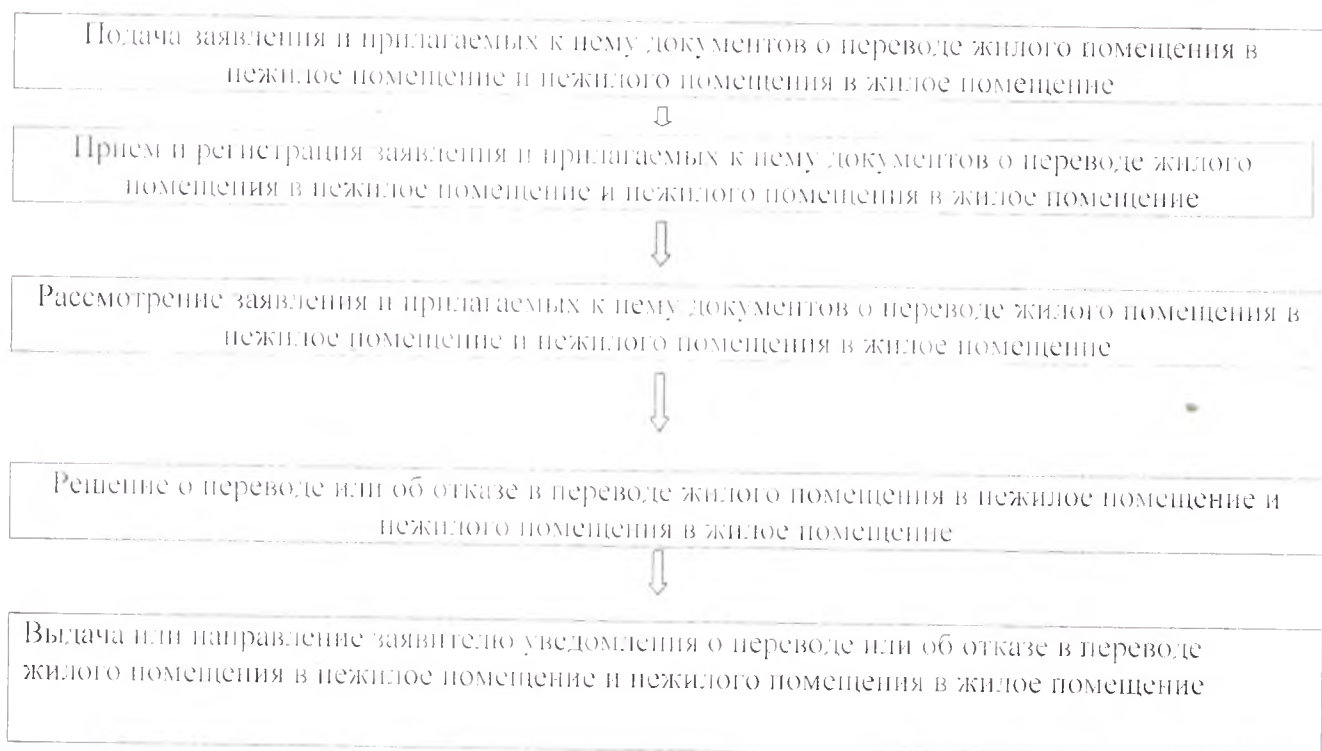 Подача заявления и прилагаемых к нему документов о переводе жилого помещения в
нежилое помещение и нежилого помещения в жилое помещение
Прием и регистрация заявления и прилагаемых к нему документов о переводе жилого
помещения в нежилое помещение и нежилого помещения в жилое помещение
Рассмотрение заявления и прилагаемых к нему документов о переводе жилого помещения в
нежилое помещение и нежилого помещения в жилое помещение
Решение о переводе или об отказе в переводе жилого помещения в нежилое помещение и
нежилого помещения в жилое помещение
Выдача или направление заявителю уведомления о переводе или об отказе в переводе
жилого помещения в нежилое помещение и нежилого помещения в жилое помещение